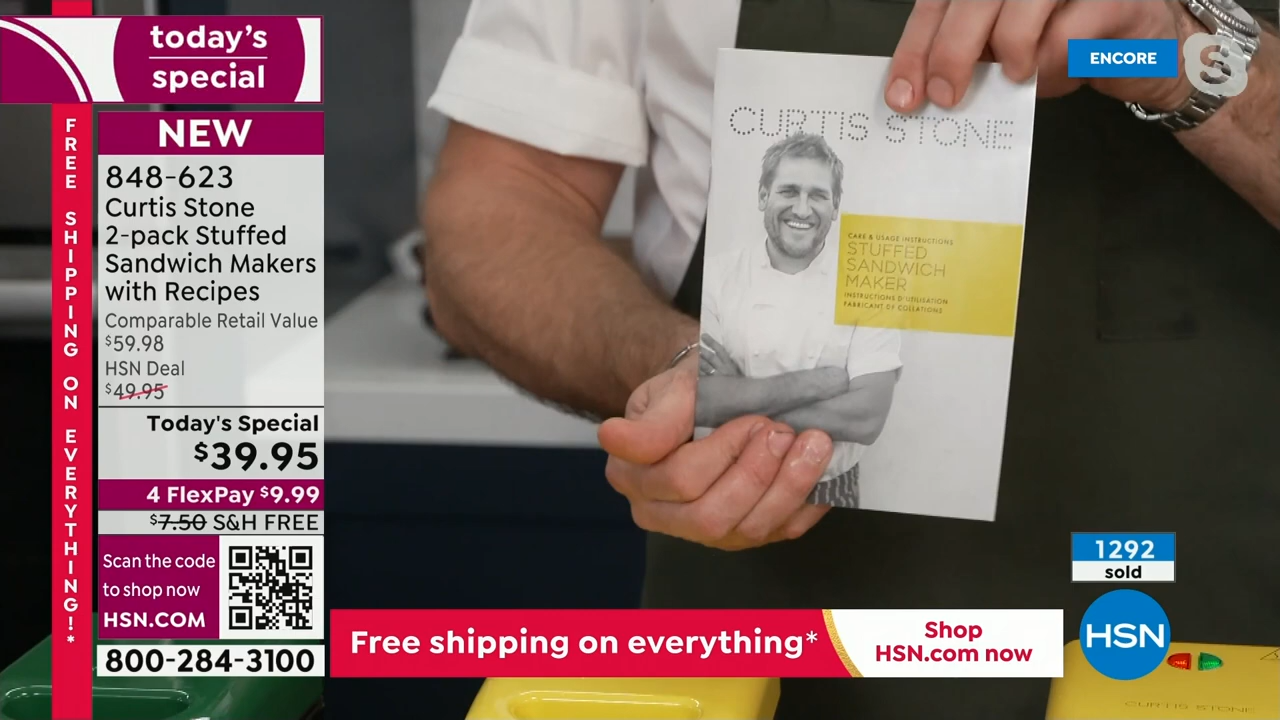 today's
special
FREE SHIPPING ON EVERYTHING!*
NEW
848-623
Curtis Stone
2-pack Stuffed
Sandwich Makers
with Recipes
Comparable Retail Value
$59.98
HSN Deal
$49.95
Today's Special
$39.95
4 FlexPay $9.99
$7.50 S&H FREE
Scan the code
to shop now
HSN.COM
800-284-3100
ENCORE
S
CURTIS STONE
CARE & USAGE INSTRUCTIONS
STUFFED
SANDWICH
MAKER
INSTRUCTIONS D'UTILISATION
FABRICANT DE COLLATIONS
1292
sold
HSN
Free shipping on everything*
Shop
HSN.com now
CURTIS STONE